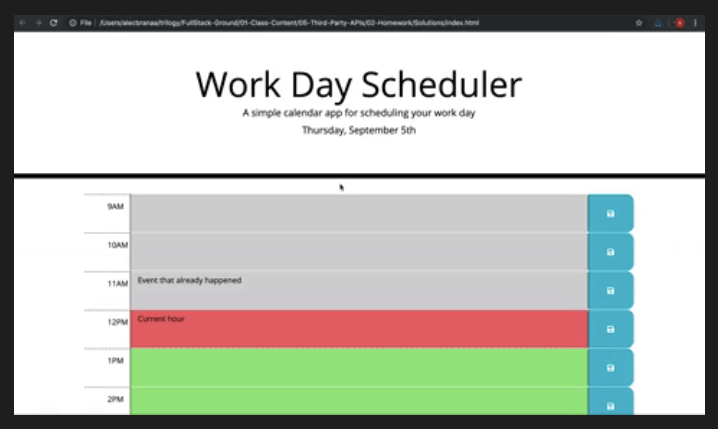 File | /Users/alecbranaa/trilogy/FullStack-Ground/01-Class-Content/05-Third-Party-APIs/02-Homework/Solutions/index.html
Work Day Scheduler
A simple calendar app for scheduling your work day
Thursday, September 5th
9AM
10AM
11AM Event that already happened
12PM Current hour
1PM
2PM